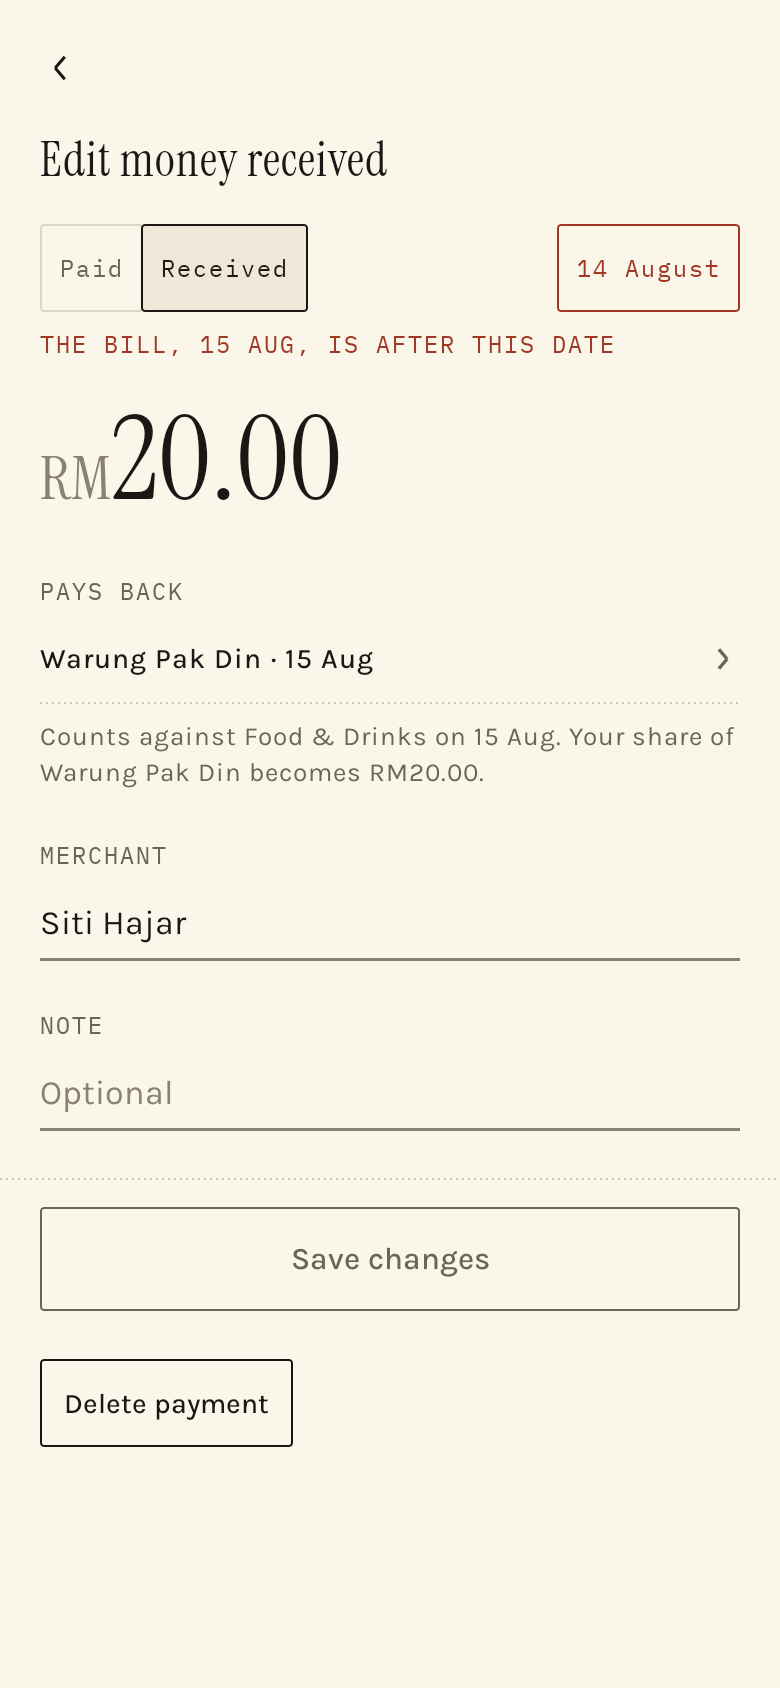 Edit money received
Paid Received 14 August
THE BILL, 15 AUG, IS AFTER THIS DATE
RM20.00
PAYS BACK
Warung Pak Din · 15 Aug
Counts against Food & Drinks on 15 Aug. Your share of
Warung Pak Din becomes RM20.00.
MERCHANT
Siti Hajar
NOTE
Optional
Save changes
Delete payment